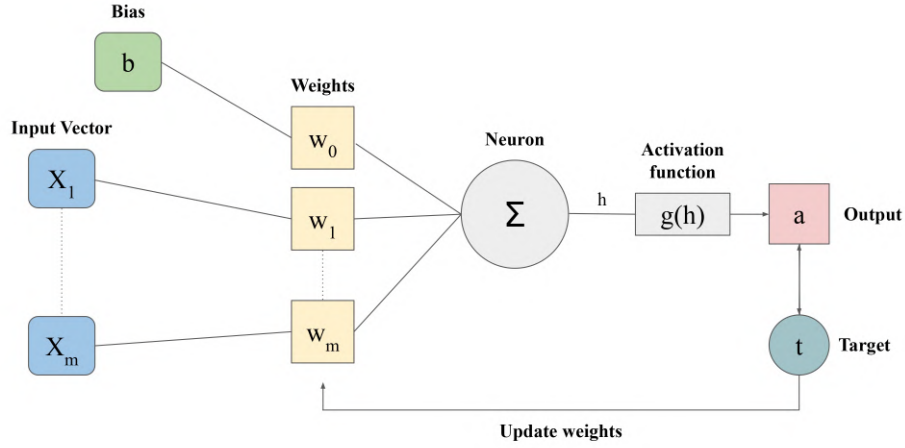 Bias
b
Weights
w₀
Input Vector
X₁
w₁
Neuron
Σ
h
Activation
function
g(h)
a
Output
Xₘ
wₘ
t
Target
Update weights